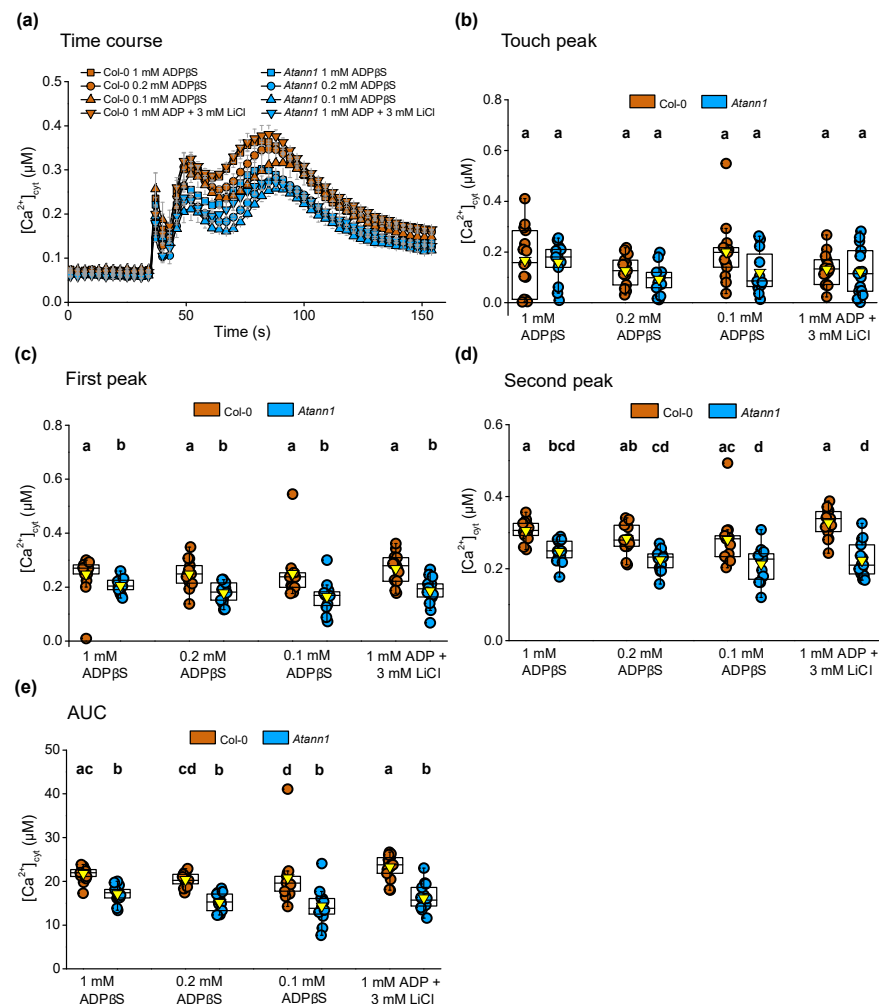 (a)
Time course
Col-0 1 mM ADPβS
Col-0 0.2 mM ADPβS
Col-0 0.1 mM ADPβS
Col-0 1 mM ADP + 3 mM LiCl
Atann1 1 mM ADPβS
Atann1 0.2 mM ADPβS
Atann1 0.1 mM ADPβS
Atann1 1 mM ADP + 3 mM LiCl
[Ca2+]cyt (µM)
0.5
0.4
0.3
0.2
0.1
0.0
0 50 100 150
Time (s)
(b)
Touch peak
Col-0 Atann1
[Ca2+]cyt (µM)
0.8
0.6
0.4
0.2
0.0
a a a a a a a a
1 mM 0.2 mM 0.1 mM 1 mM ADP +
ADPβS ADPβS ADPβS 3 mM LiCl
(c)
First peak
Col-0 Atann1
[Ca2+]cyt (µM)
0.8
0.6
0.4
0.2
0.0
a b a b a b a b
1 mM 0.2 mM 0.1 mM 1 mM ADP +
ADPβS ADPβS ADPβS 3 mM LiCl
(d)
Second peak
Col-0 Atann1
[Ca2+]cyt (µM)
0.6
0.4
0.2
0.0
a bcd ab cd ac d a d
1 mM 0.2 mM 0.1 mM 1 mM ADP +
ADPβS ADPβS ADPβS 3 mM LiCl
(e)
AUC
Col-0 Atann1
[Ca2+]cyt (µM)
50
40
30
20
10
0
ac b cd b d b a b
1 mM 0.2 mM 0.1 mM 1 mM ADP +
ADPβS ADPβS ADPβS 3 mM LiCl